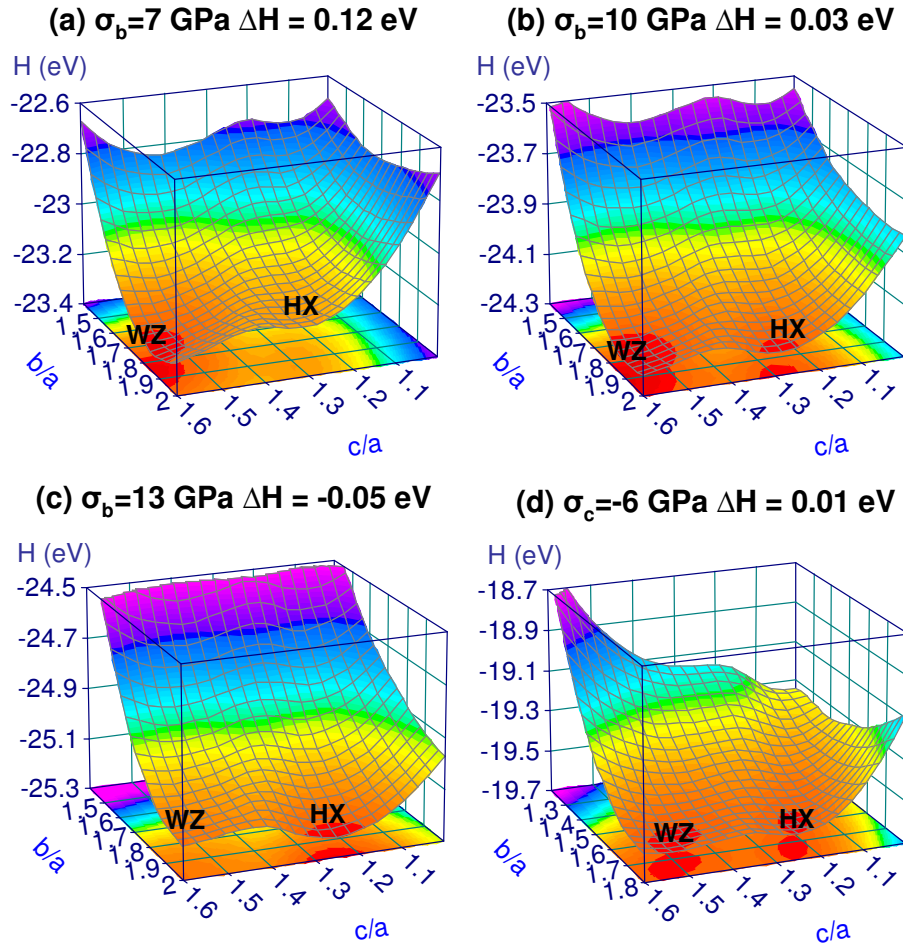 (a) σb=7 GPa ΔH = 0.12 eV
H (eV)
-22.6
-22.8
-23
-23.2
-23.4
1.5
1.6
1.7
1.8
1.9
2
b/a
1.6
1.5
1.4
1.3
1.2
1.1
c/a
WZ
HX
(b) σb=10 GPa ΔH = 0.03 eV
H (eV)
-23.5
-23.7
-23.9
-24.1
-24.3
1.5
1.6
1.7
1.8
1.9
2
b/a
1.6
1.5
1.4
1.3
1.2
1.1
c/a
WZ
HX
(c) σb=13 GPa ΔH = -0.05 eV
H (eV)
-24.5
-24.7
-24.9
-25.1
-25.3
1.5
1.6
1.7
1.8
1.9
2
b/a
1.6
1.5
1.4
1.3
1.2
1.1
c/a
WZ
HX
(d) σc=-6 GPa ΔH = 0.01 eV
H (eV)
-18.7
-18.9
-19.1
-19.3
-19.5
-19.7
1.3
1.4
1.5
1.6
1.7
1.8
b/a
1.6
1.5
1.4
1.3
1.2
1.1
c/a
WZ
HX